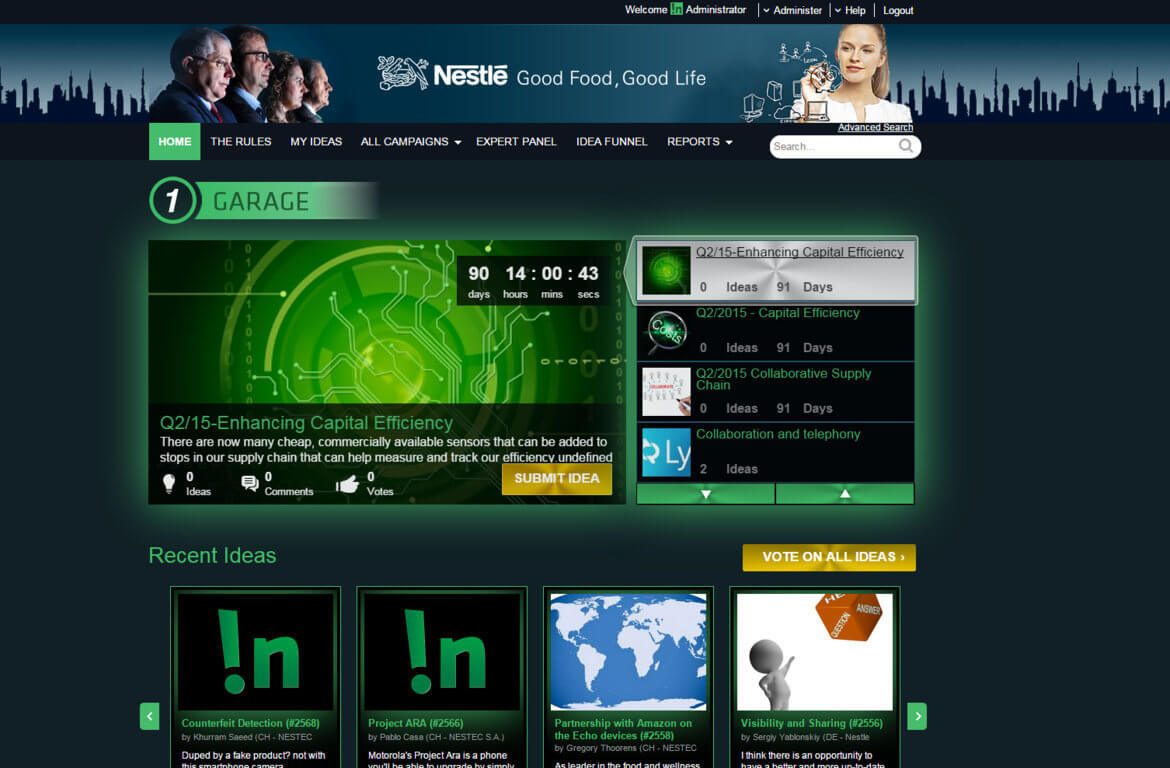 Welcome !n Administrator Administer Help Logout
Nestlé Good Food, Good Life
HOME THE RULES MY IDEAS ALL CAMPAIGNS EXPERT PANEL IDEA FUNNEL REPORTS
Advanced Search
Search...
1 GARAGE
90 14 : 00 : 43
days hours mins secs
Q2/15-Enhancing Capital Efficiency
There are now many cheap, commercially available sensors that can be added to
stops in our supply chain that can help measure and track our efficiency.undefined
0 Ideas
0 Comments
0 Votes
SUBMIT IDEA
Q2/15-Enhancing Capital Efficiency
0 Ideas 91 Days
Costs
Q2/2015 - Capital Efficiency
0 Ideas 91 Days
COLLABORATE
Q2/2015 Collaborative Supply
Chain
0 Ideas 91 Days
Ly
Collaboration and telephony
2 Ideas
Recent Ideas
VOTE ON ALL IDEAS ›
!n
Counterfeit Detection (#2568)
by Khurram Saeed (CH - NESTEC
Duped by a fake product? not with
this smartphone camera
!n
Project ARA (#2566)
by Pablo Casa (CH - NESTEC S.A.)
Motorola's Project Ara is a phone
you'll be able to upgrade by simply
Partnership with Amazon on
the Echo devices (#2558)
by Gregory Thoorens (CH - NESTEC
As leader in the food and wellness
HE
QUESTION
ANSWER
Visibility and Sharing (#2556)
by Sergiy Yablonskiy (DE - Nestle
I think there is an opportunity to
have a better and more up-to-date